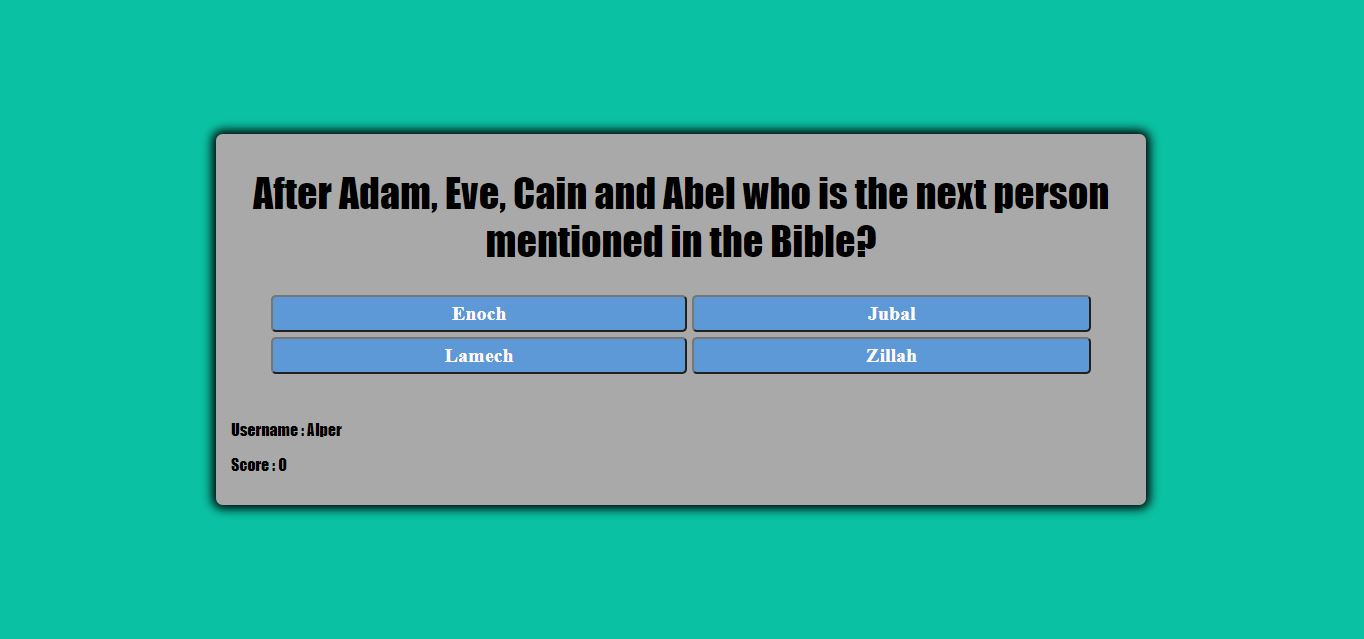 After Adam, Eve, Cain and Abel who is the next person
mentioned in the Bible?
Enoch
Jubal
Lamech
Zillah
Username : Alper
Score : 0